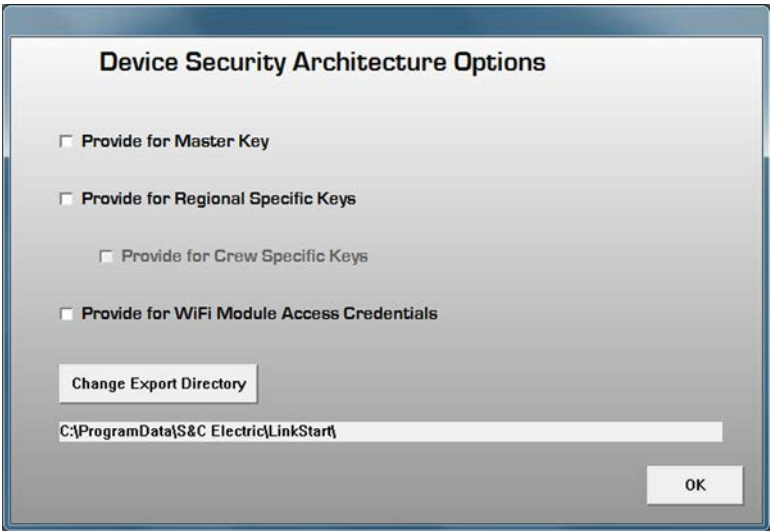 Device Security Architecture Options
Provide for Master Key
Provide for Regional Specific Keys
Provide for Crew Specific Keys
Provide for WiFi Module Access Credentials
Change Export Directory
C:\ProgramData\S&C Electric\LinkStart\
OK